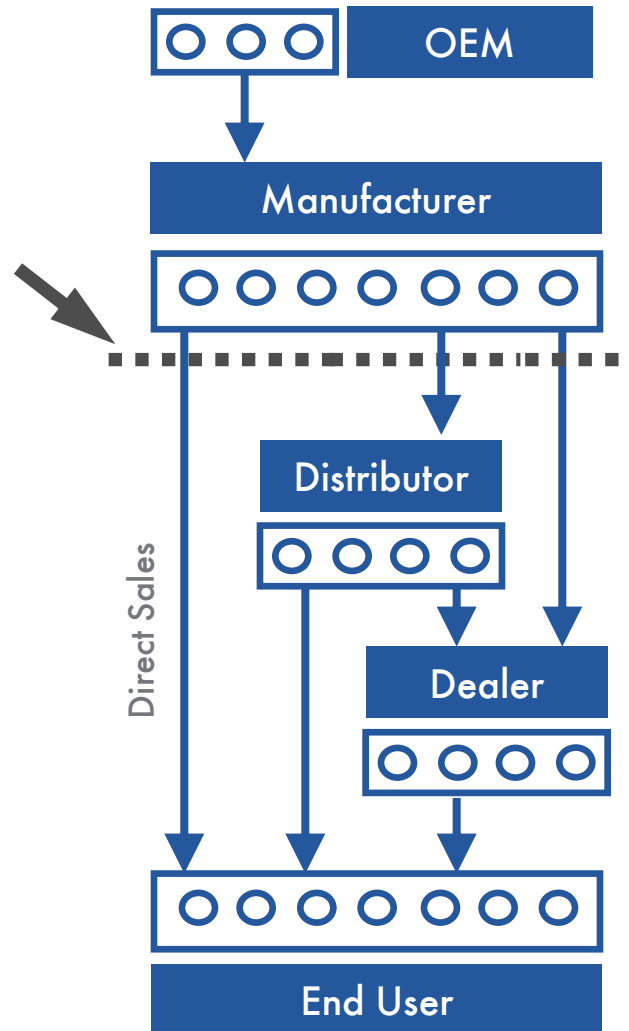 OEM
Manufacturer
Distributor
Direct Sales
Dealer
End User